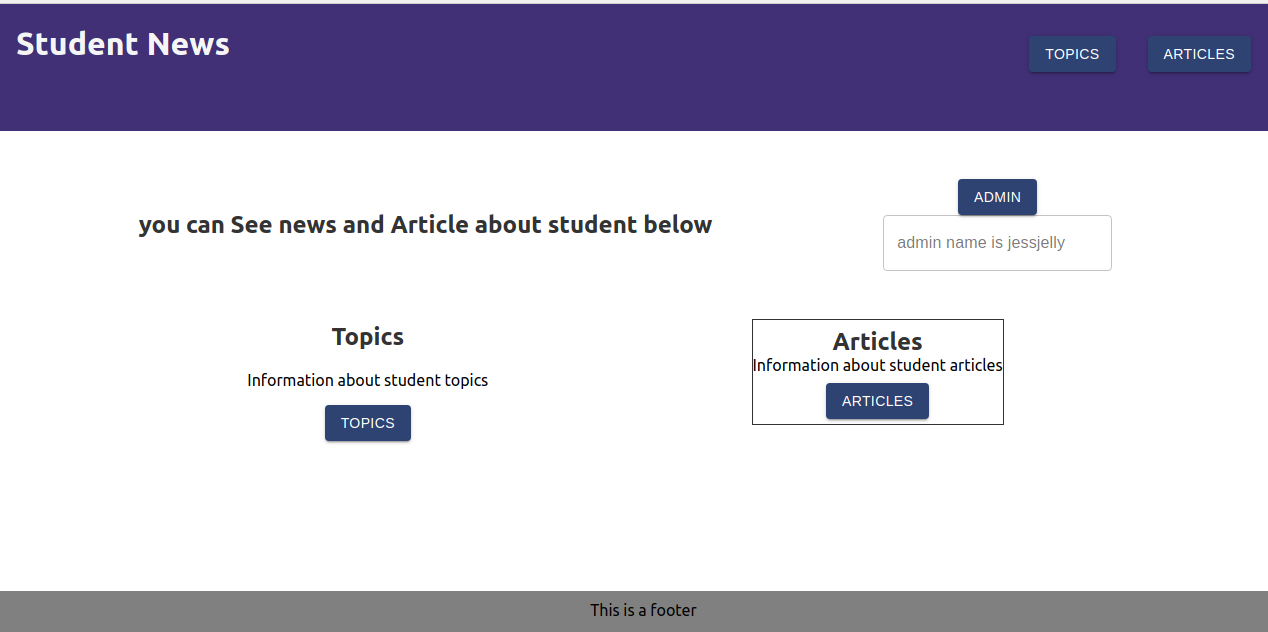 Student News
TOPICS
ARTICLES
ADMIN
you can See news and Article about student below
admin name is jessjelly
Topics
Information about student topics
TOPICS
Articles
Information about student articles
ARTICLES
This is a footer